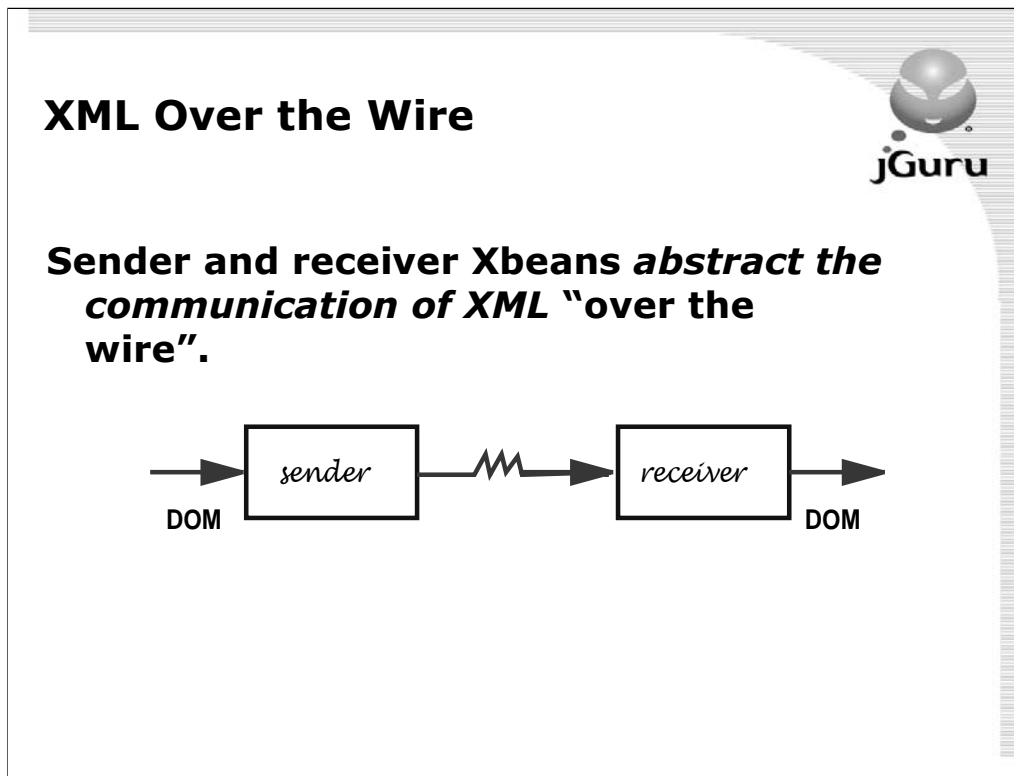 XML Over the Wire
jGuru
Sender and receiver Xbeans abstract the
communication of XML “over the
wire”.
sender
receiver
DOM
DOM